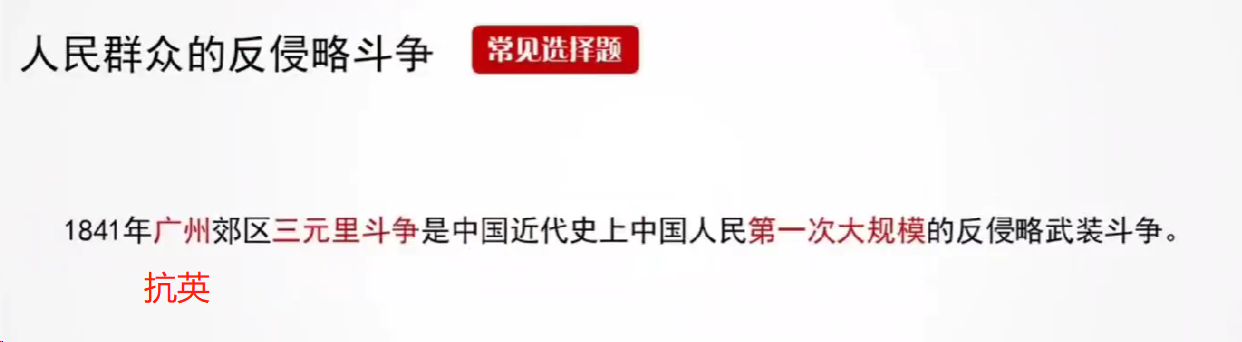 人民群众的反侵略斗争 常见选择题
1841年广州郊区三元里斗争是中国近代史上中国人民第一次大规模的反侵略武装斗争。
抗英